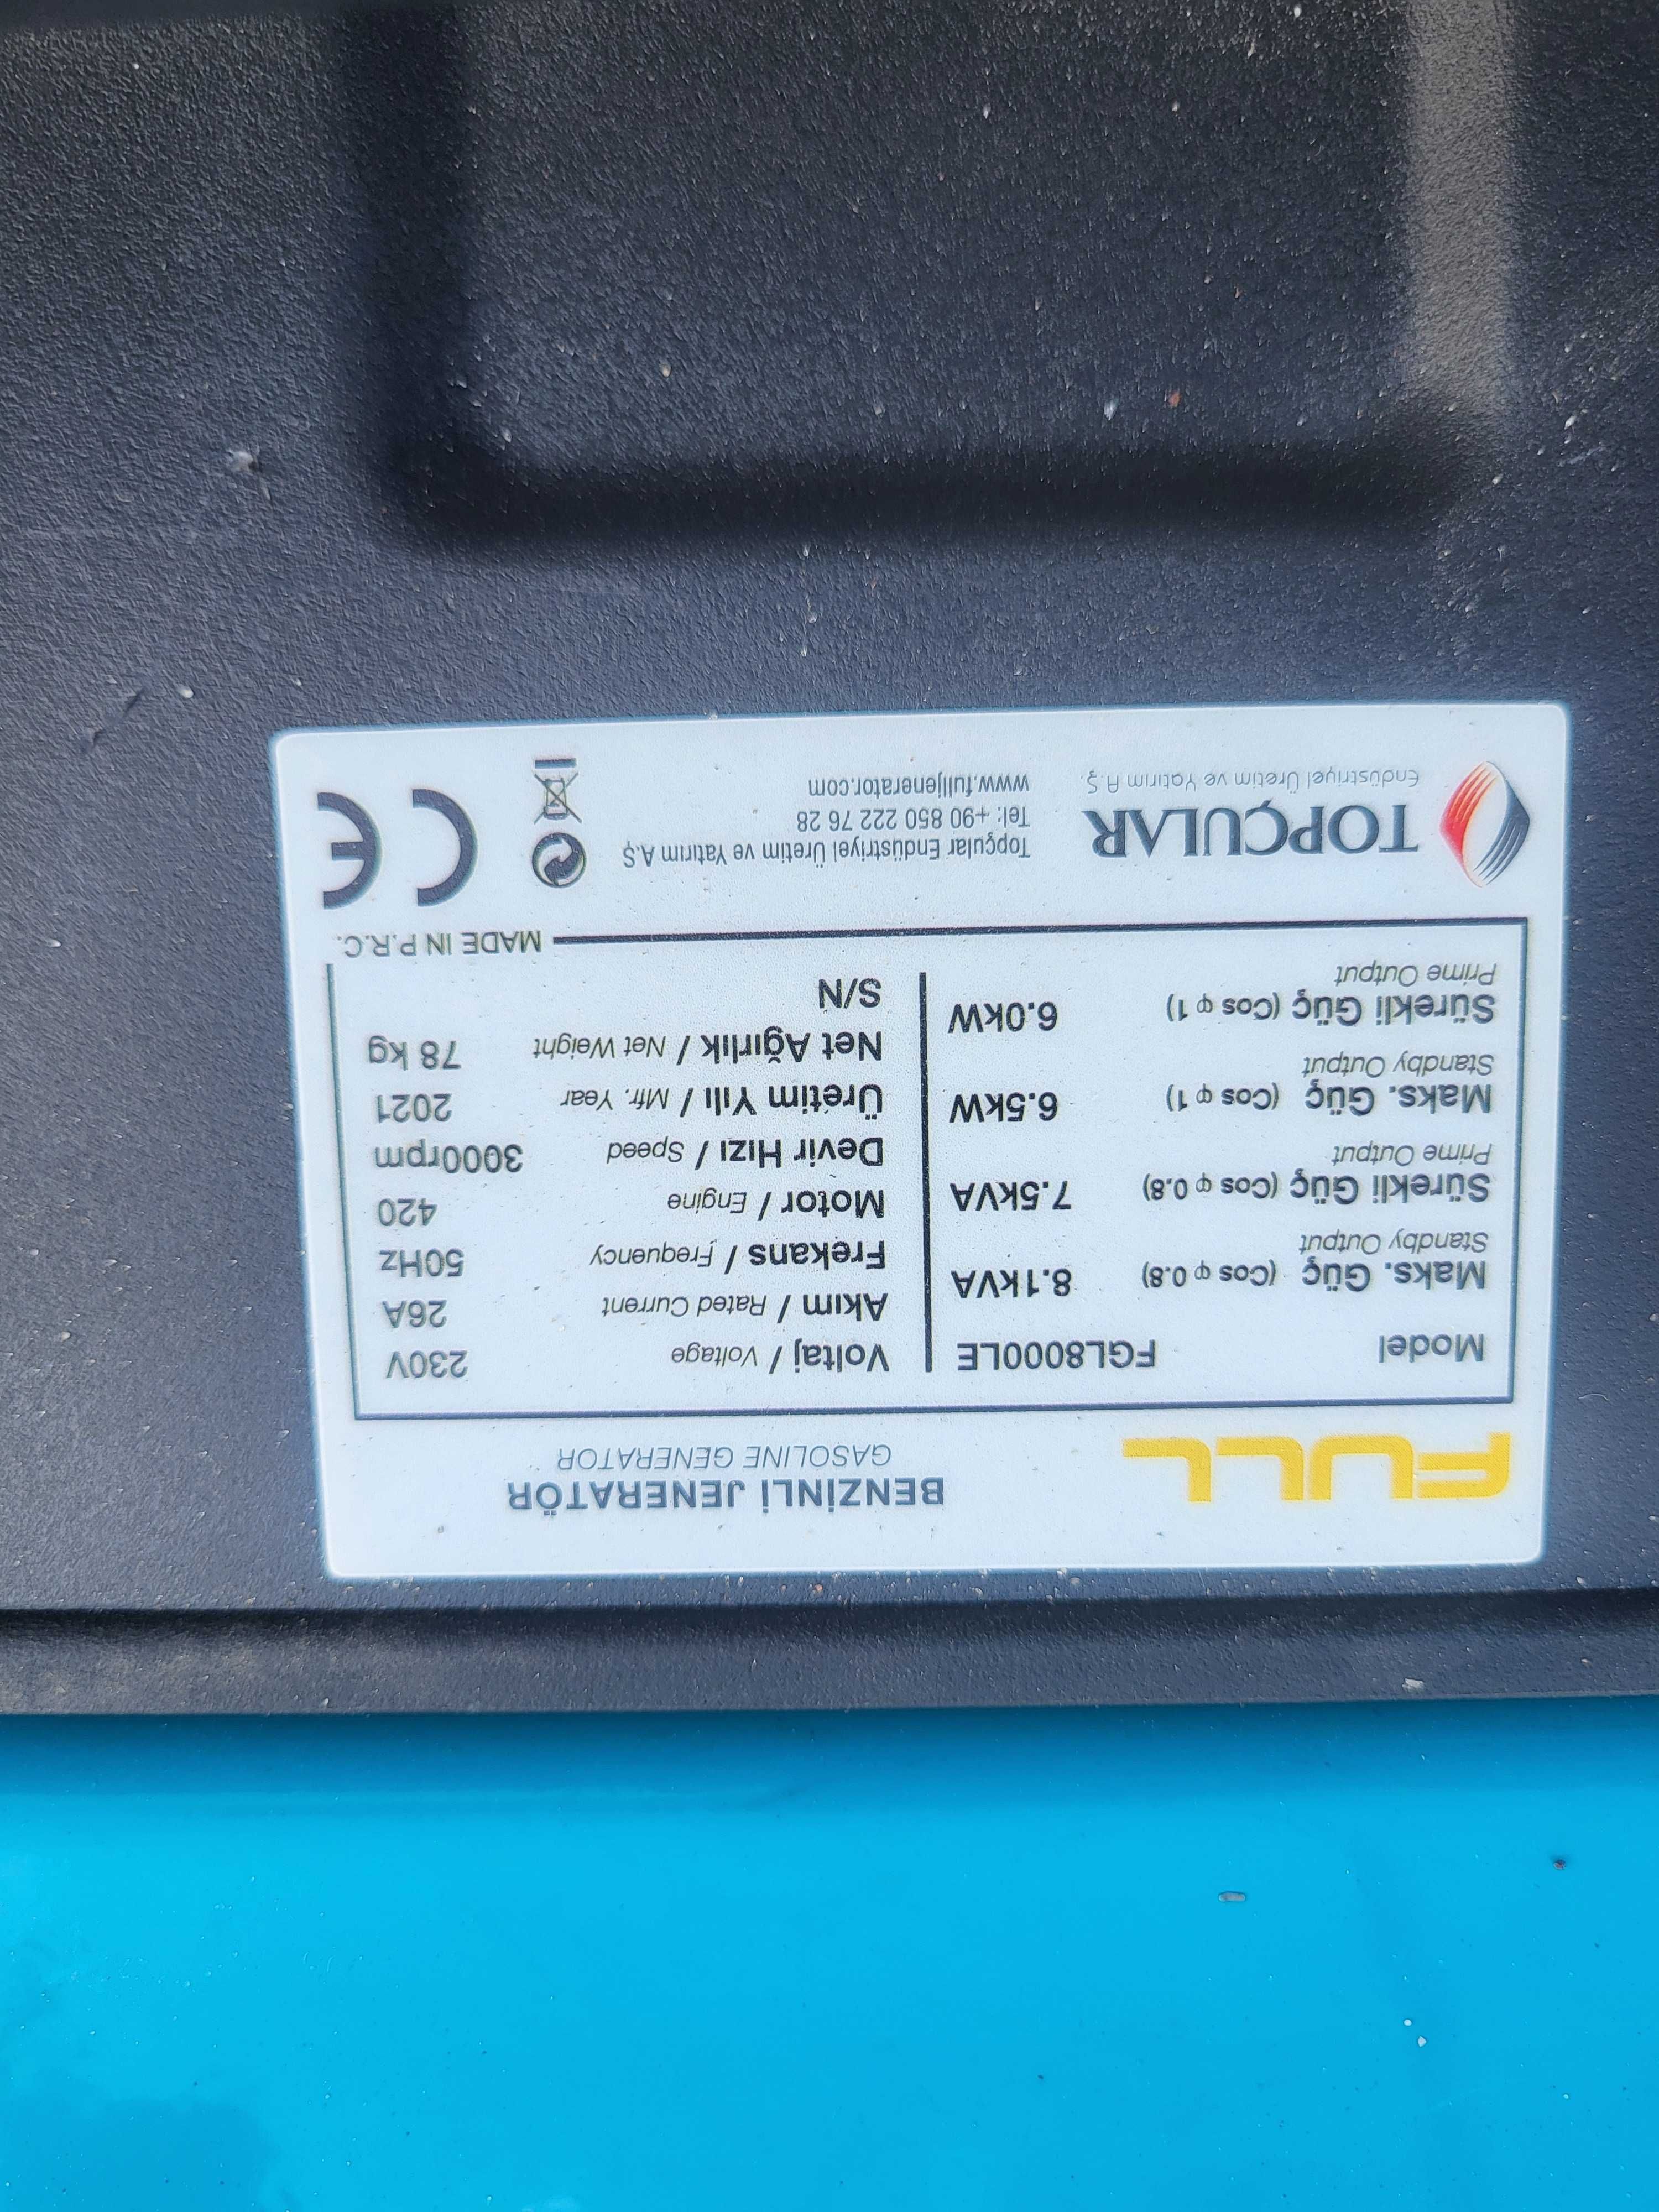 FULL
BENZİNLİ JENERATÖR
GASOLINE GENERATOR
Model FGL8000LE
Maks. Güç (Cos φ 0.8) 8.1kVA
Standby Output
Sürekli Güç (Cos φ 0.8) 7.5kVA
Prime Output
Maks. Güç (Cos φ 1) 6.5kW
Standby Output
Sürekli Güç (Cos φ 1) 6.0kW
Prime Output
Voltaj / Voltage 230V
Akım / Rated Current 26A
Frekans / Frequency 50Hz
Motor / Engine 420
Devir Hızı / Speed 3000rpm
Üretim Yılı / Mfr. Year 2021
Net Ağırlık / Net Weight 78 kg
S/N
MADE IN P.R.C.
TOPÇULAR
Endüstriyel Üretim ve Yatırım A.Ş.
Topçular Endüstriyel Üretim ve Yatırım A.Ş
Tel: +90 850 222 76 28
www.fulljenerator.com
CE